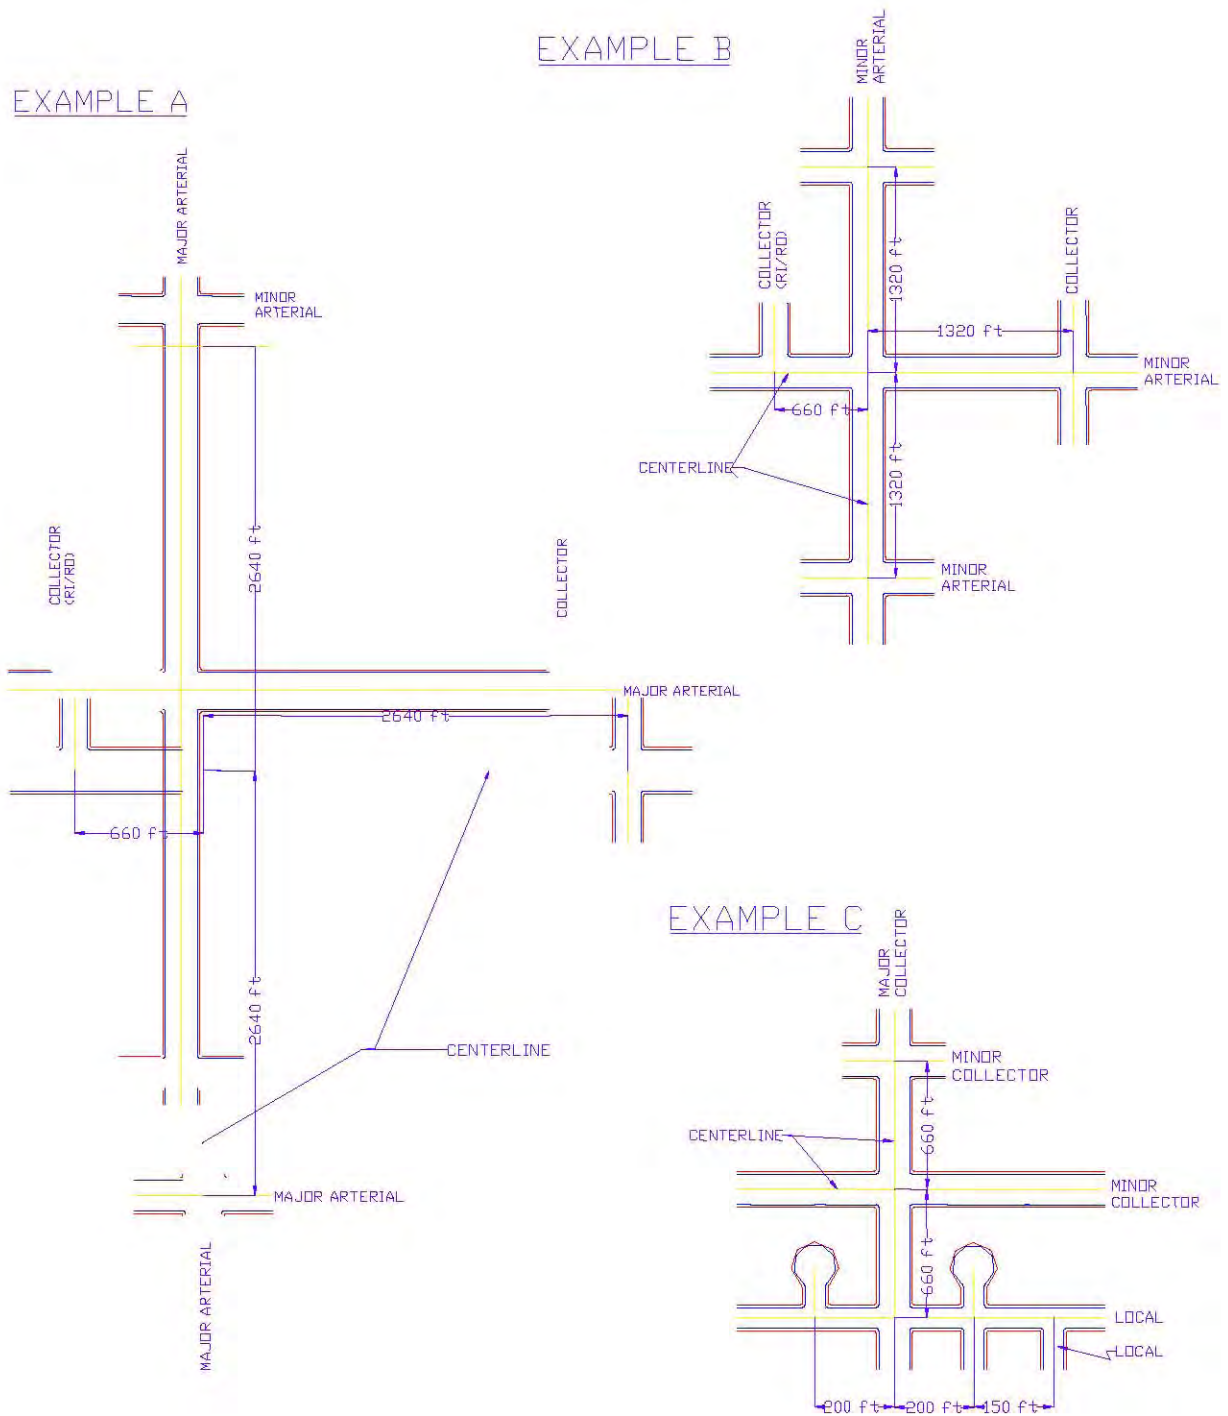 EXAMPLE A
MAJOR ARTERIAL
MINOR
ARTERIAL
2640 ft
COLLECTOR
(RI/RO)
COLLECTOR
MAJOR ARTERIAL
2640 ft
660 ft
2640 ft
CENTERLINE
MAJOR ARTERIAL
MAJOR ARTERIAL
EXAMPLE B
MINOR
ARTERIAL
COLLECTOR
(RI/RO)
COLLECTOR
1320 ft
1320 ft
MINOR
ARTERIAL
660 ft
CENTERLINE
1320 ft
MINOR
ARTERIAL
EXAMPLE C
MAJOR
COLLECTOR
MINOR
COLLECTOR
660 ft
CENTERLINE
MINOR
COLLECTOR
660 ft
LOCAL
LOCAL
200 ft
200 ft
150 ft